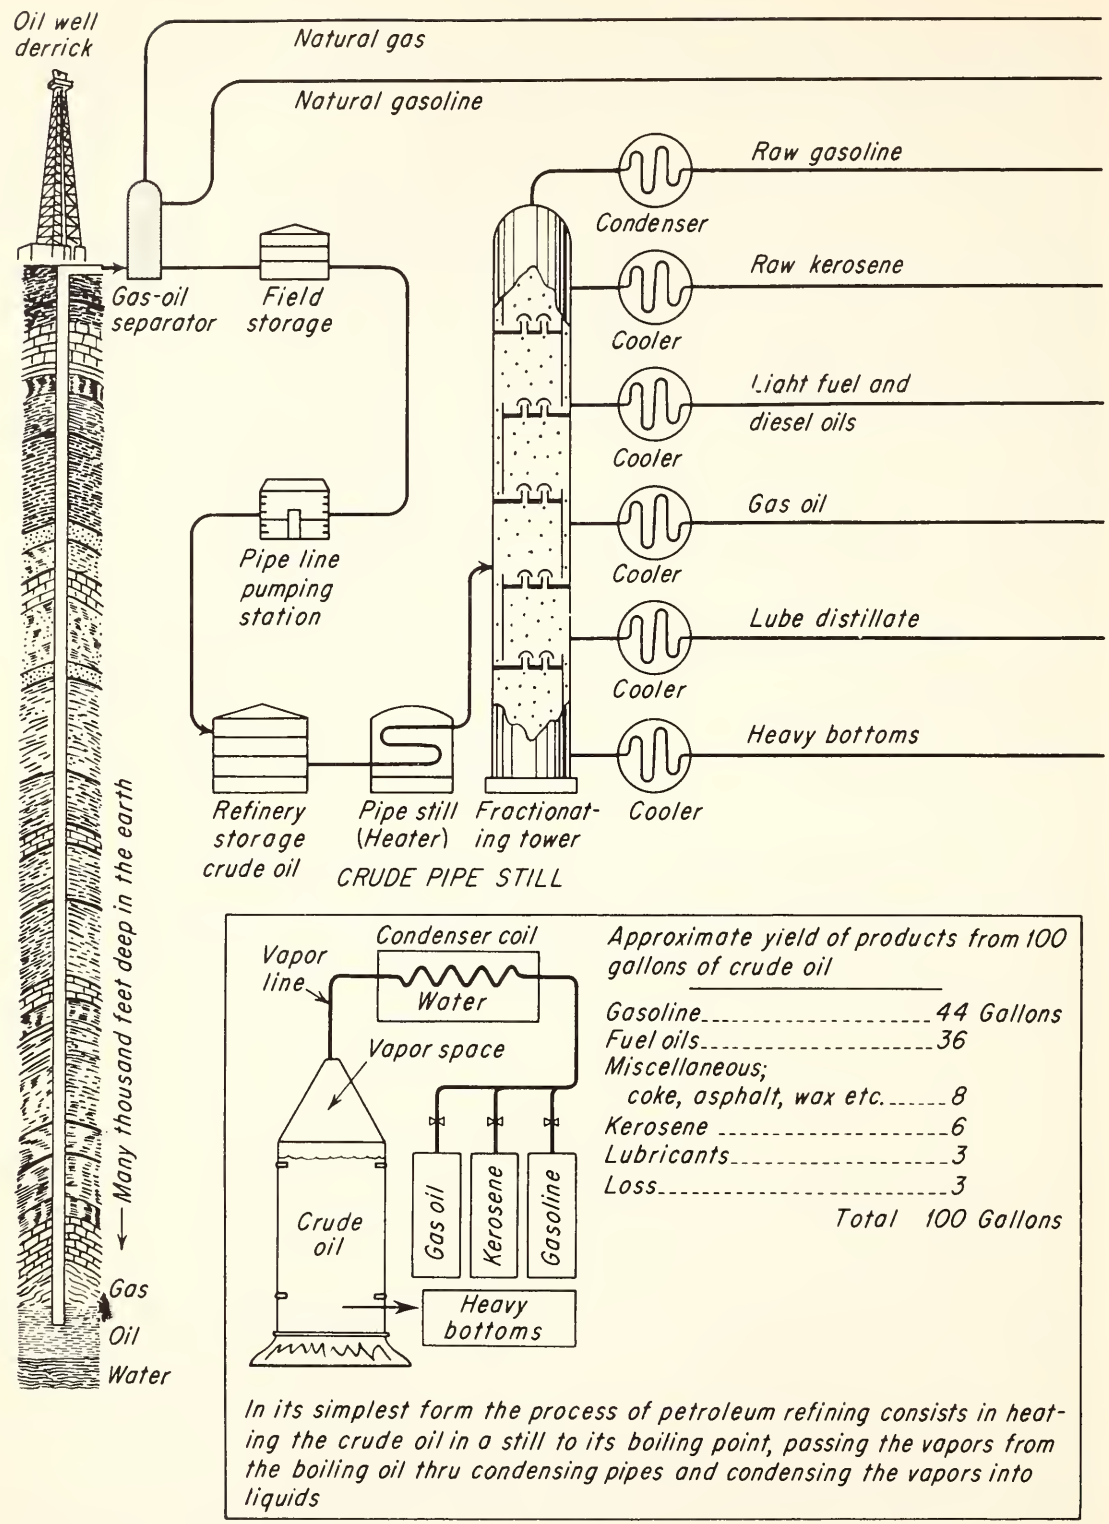 Oil well
derrick
Natural gas
Natural gasoline
Raw gasoline
Condenser
Raw kerosene
Cooler
Gas-oil
separator
Field
storage
Light fuel and
diesel oils
Cooler
Gas oil
Cooler
Pipe line
pumping
station
Lube distillate
Cooler
Heavy bottoms
Cooler
Refinery
storage
crude oil
Pipe still
(Heater)
Fractionat-
ing tower
CRUDE PIPE STILL
Many thousand feet deep in the earth
Gas
Oil
Water
Vapor
line
Condenser coil
Water
Vapor space
Crude
oil
Gas oil
Kerosene
Gasoline
Heavy
bottoms
Approximate yield of products from 100
gallons of crude oil
Gasoline 44 Gallons
Fuel oils 36
Miscellaneous;
coke, asphalt, wax etc. 8
Kerosene 6
Lubricants 3
Loss 3
Total 100 Gallons
In its simplest form the process of petroleum refining consists in heat-
ing the crude oil in a still to its boiling point, passing the vapors from
the boiling oil thru condensing pipes and condensing the vapors into
liquids